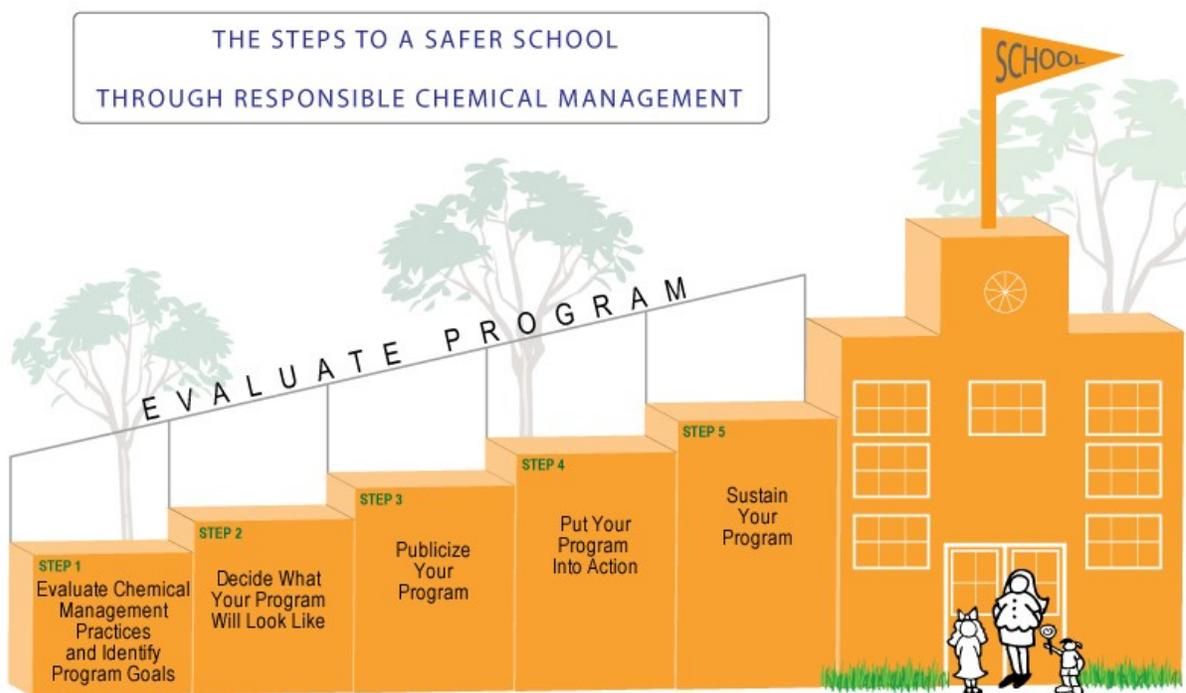 THE STEPS TO A SAFER SCHOOL
THROUGH RESPONSIBLE CHEMICAL MANAGEMENT
SCHOOL
EVALUATE PROGRAM
STEP 1
Evaluate Chemical
Management
Practices
and Identify
Program Goals
STEP 2
Decide What
Your Program
Will Look Like
STEP 3
Publicize
Your
Program
STEP 4
Put Your
Program
Into Action
STEP 5
Sustain
Your
Program